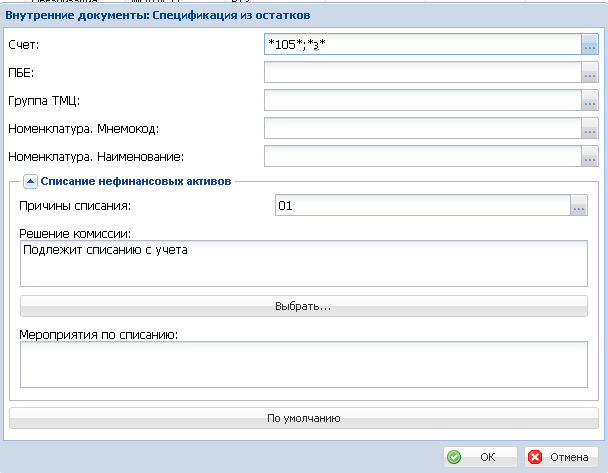 Внутренние документы: Спецификация из остатков
Счет: *105*;*з* ...
ПБЕ: ...
Группа ТМЦ: ...
Номенклатура. Мнемокод: ...
Номенклатура. Наименование: ...
Списание нефинансовых активов
Причины списания: 01 ...
Решение комиссии:
Подлежит списанию с учета
Выбрать...
Мероприятия по списанию:
По умолчанию
ОК Отмена